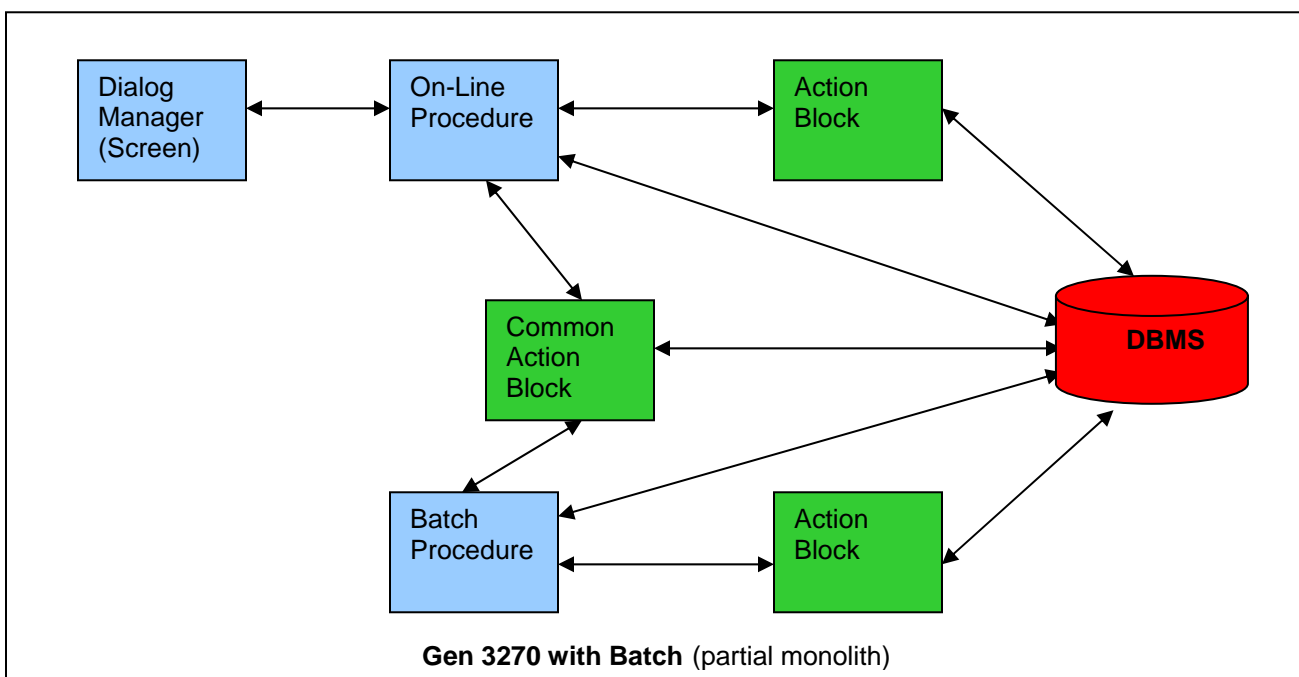 Dialog
Manager
(Screen)
On-Line
Procedure
Action
Block
Common
Action
Block
DBMS
Batch
Procedure
Action
Block
Gen 3270 with Batch (partial monolith)